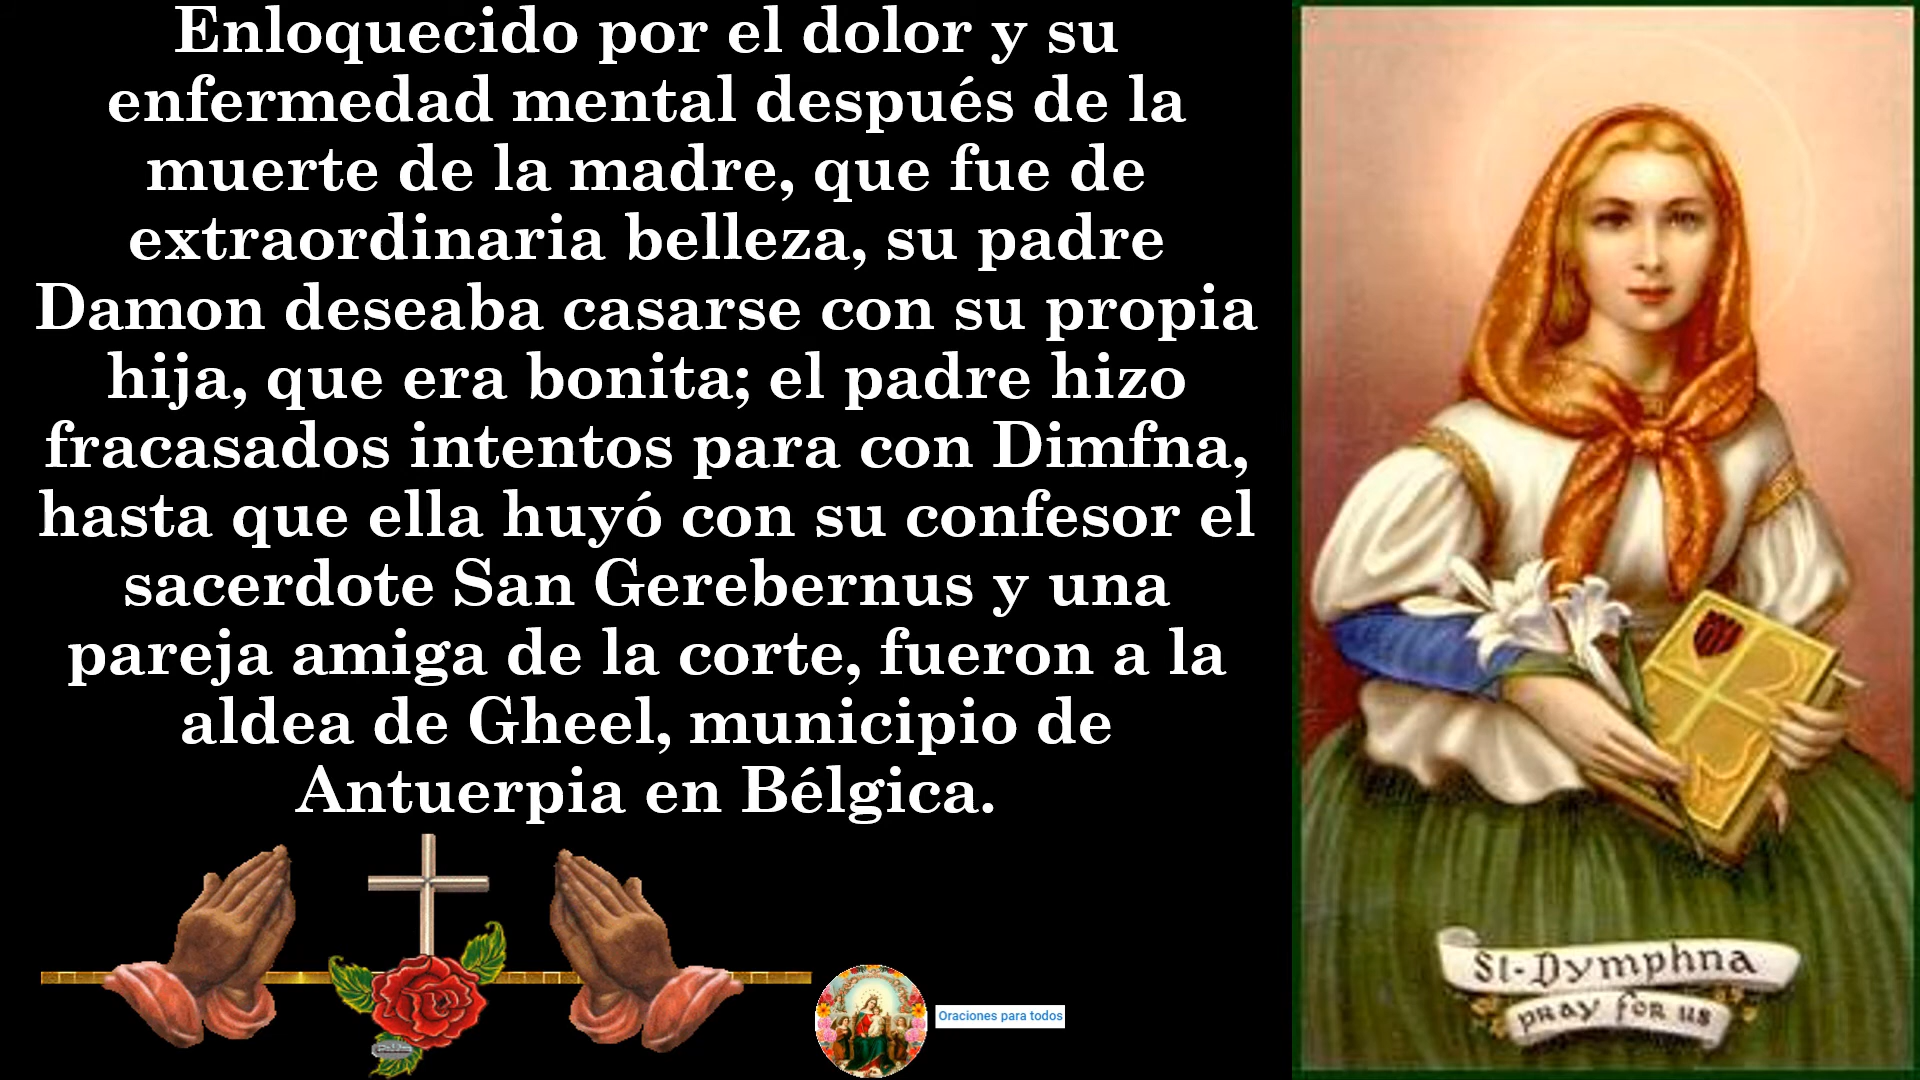 Enloquecido por el dolor y su
enfermedad mental después de la
muerte de la madre, que fue de
extraordinaria belleza, su padre
Damon deseaba casarse con su propia
hija, que era bonita; el padre hizo
fracasados intentos para con Dimfna,
hasta que ella huyó con su confesor el
sacerdote San Gerebernus y una
pareja amiga de la corte, fueron a la
aldea de Gheel, municipio de
Antuerpia en Bélgica.
Oraciones para todos
St-Dymphna
pray for us